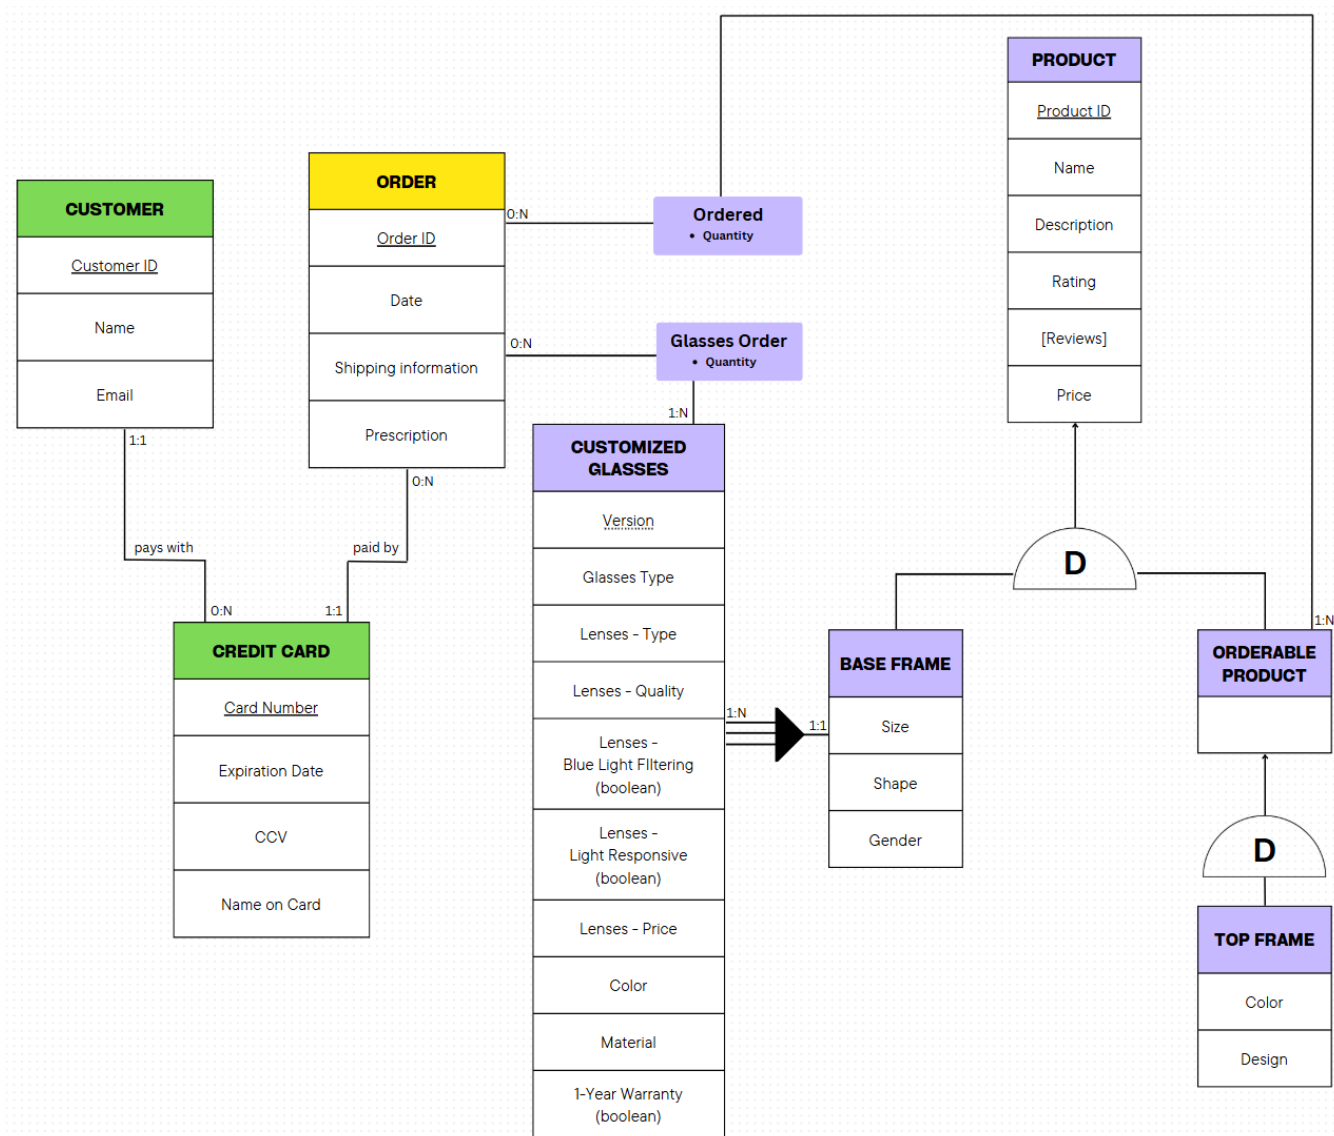 PRODUCT
Product ID
Name
Description
Rating
[Reviews]
Price
CUSTOMER
Customer ID
Name
Email
1:1
pays with
0:N
ORDER
Order ID
Date
Shipping information
Prescription
0:N
0:N
0:N
paid by
1:1
Ordered
• Quantity
Glasses Order
• Quantity
1:N
CREDIT CARD
Card Number
Expiration Date
CCV
Name on Card
CUSTOMIZED
GLASSES
Version
Glasses Type
Lenses - Type
Lenses - Quality
Lenses -
Blue Light FIltering
(boolean)
Lenses -
Light Responsive
(boolean)
Lenses - Price
Color
Material
1-Year Warranty
(boolean)
1:N
1:1
D
BASE FRAME
Size
Shape
Gender
1:N
ORDERABLE
PRODUCT
D
TOP FRAME
Color
Design